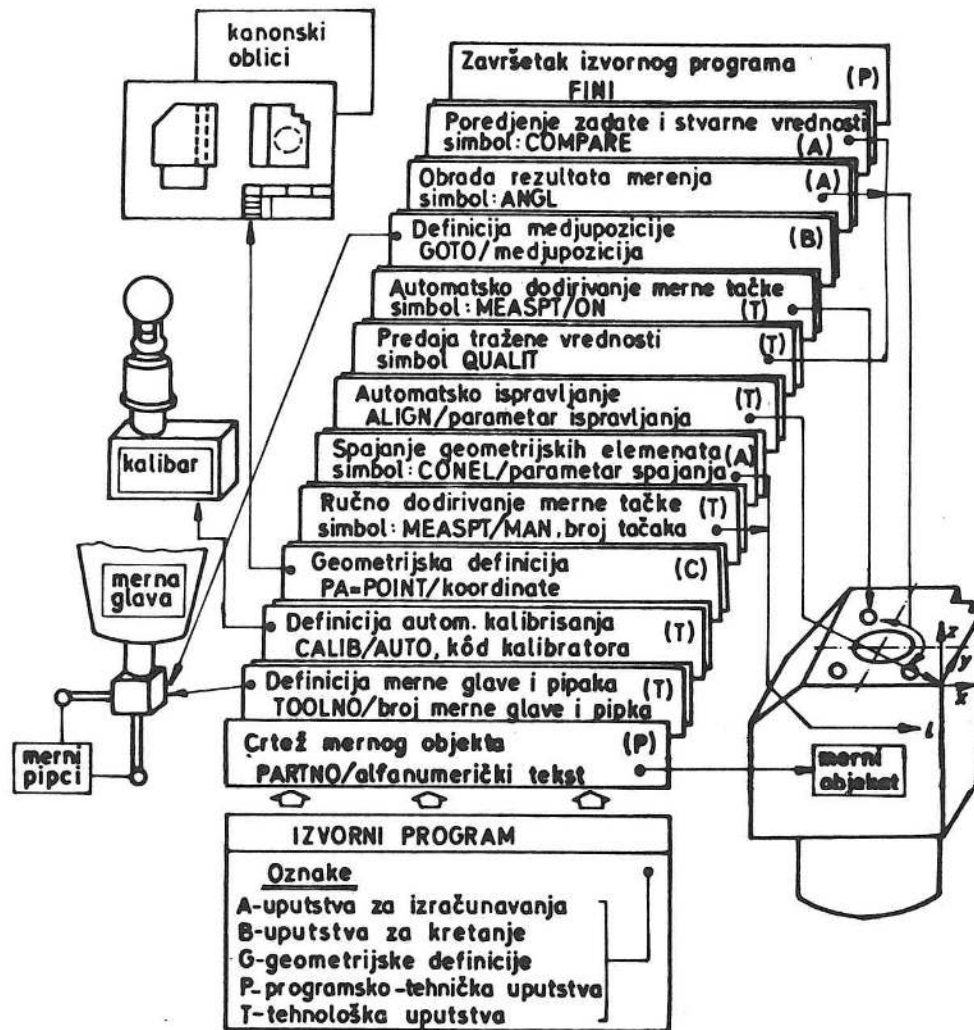 kanonski
oblici
Završetak izvornog programa (P)
FINI
Poredjenje zadate i stvarne vrednosti
simbol: COMPARE (A)
Obrada rezultata merenja (A)
simbol: ANGL
Definicija medjupozicije
GOTO/medjupozicija (B)
Automatsko dodirivanje merne tačke
simbol: MEASPT/ON (T)
Predaja tražene vrednosti (T)
simbol QUALIT
Automatsko ispravljanje (T)
ALIGN/parametar ispravljanja
Spajanje geometrijskih elemenata (A)
simbol: CONEL/parametar spajanja
Ručno dodirivanje merne tačke (T)
simbol: MEASPT/MAN, broj tačaka
Geometrijska definicija (C)
PA=POINT/koordinate
Definicija autom. kalibrisanja (T)
CALIB/AUTO, kôd kalibratora
Definicija merne glave i pipaka (T)
TOOLNO/broj merne glave i pipka
Crtež mernog objekta (P)
PARTNO/alfanumerički tekst
kalibar
merna
glava
merni
pipci
z
y
x
merni
objekat
IZVORNI PROGRAM
Oznake
A-uputstva za izračunavanja
B-uputstva za kretanje
G-geometrijske definicije
P-programsko-tehnička uputstva
T-tehnološka uputstva